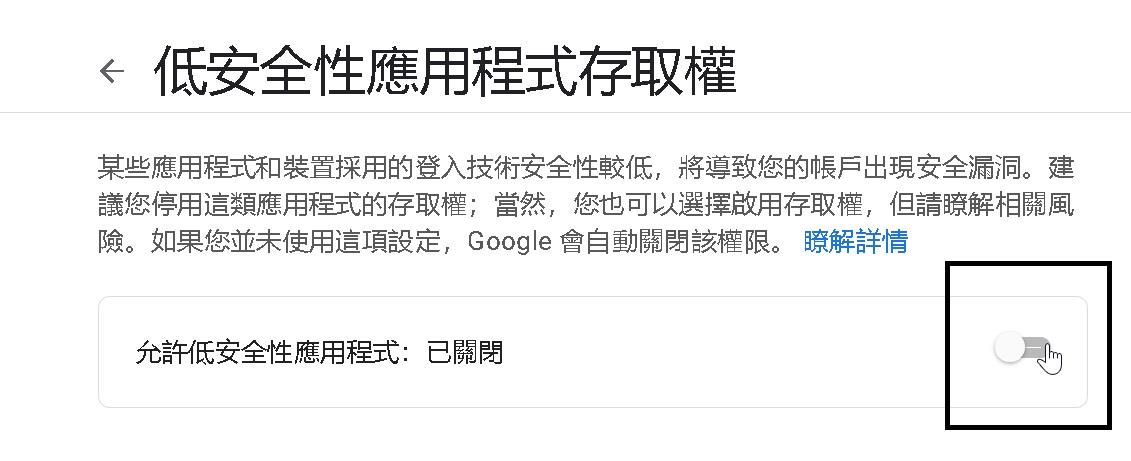 低安全性應用程式存取權
某些應用程式和裝置採用的登入技術安全性較低，將導致您的帳戶出現安全漏洞。建
議您停用這類應用程式的存取權；當然，您也可以選擇啟用存取權，但請瞭解相關風
險。如果您並未使用這項設定，Google 會自動關閉該權限。 瞭解詳情
允許低安全性應用程式：已關閉